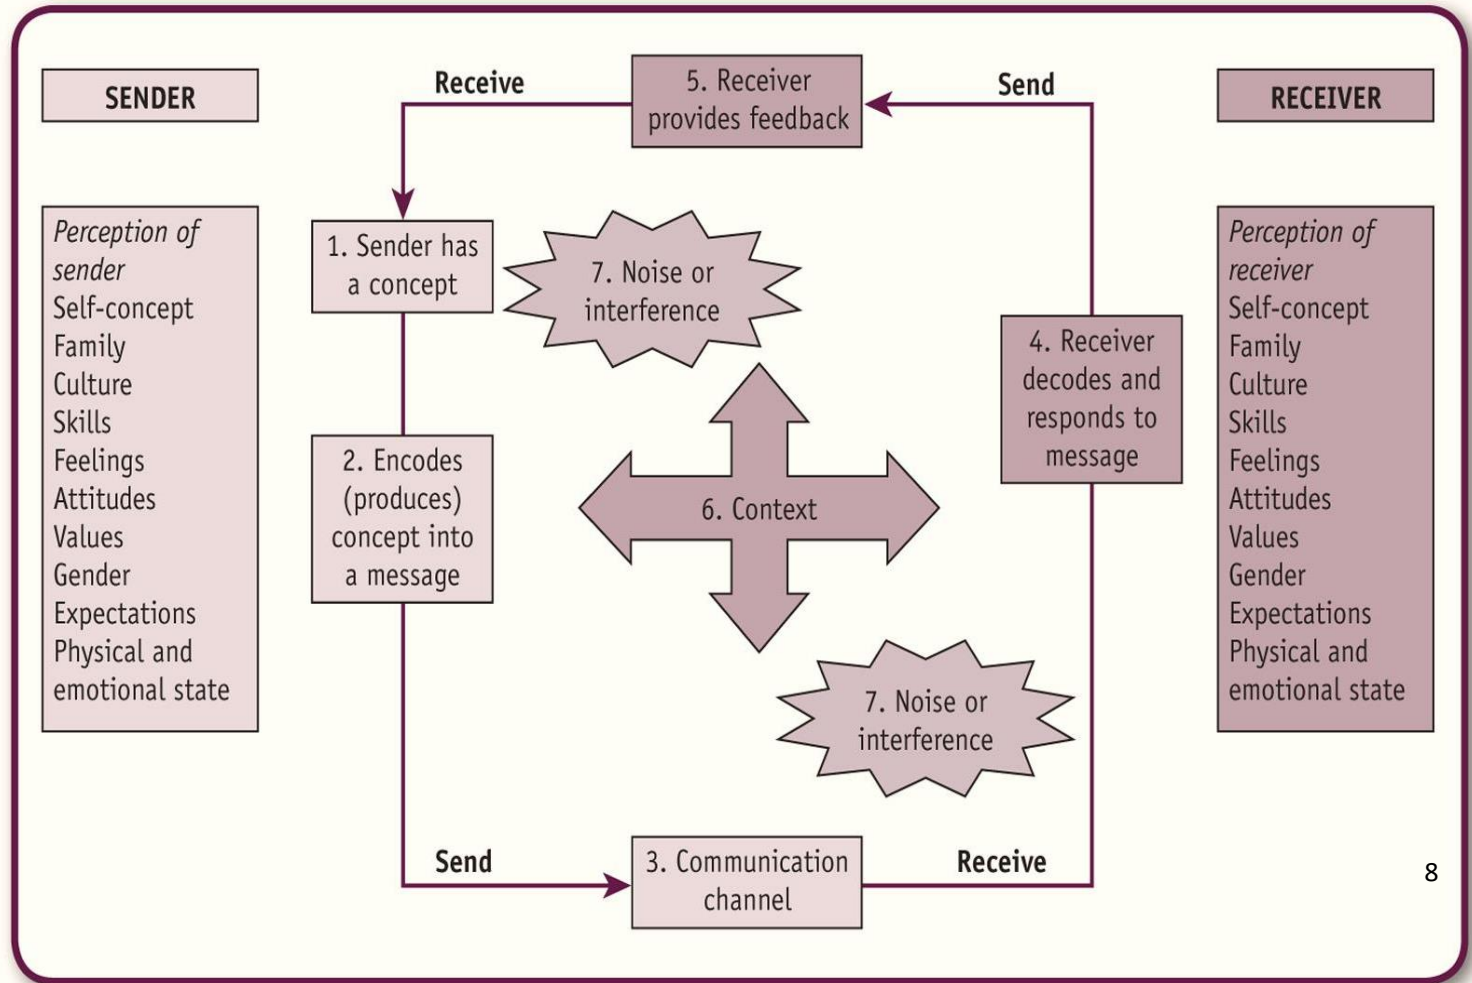 SENDER
Perception of
sender
Self-concept
Family
Culture
Skills
Feelings
Attitudes
Values
Gender
Expectations
Physical and
emotional state
Receive
5. Receiver
provides feedback
Send
1. Sender has
a concept
7. Noise or
interference
2. Encodes
(produces)
concept into
a message
6. Context
4. Receiver
decodes and
responds to
message
7. Noise or
interference
Send
3. Communication
channel
Receive
RECEIVER
Perception of
receiver
Self-concept
Family
Culture
Skills
Feelings
Attitudes
Values
Gender
Expectations
Physical and
emotional state
8